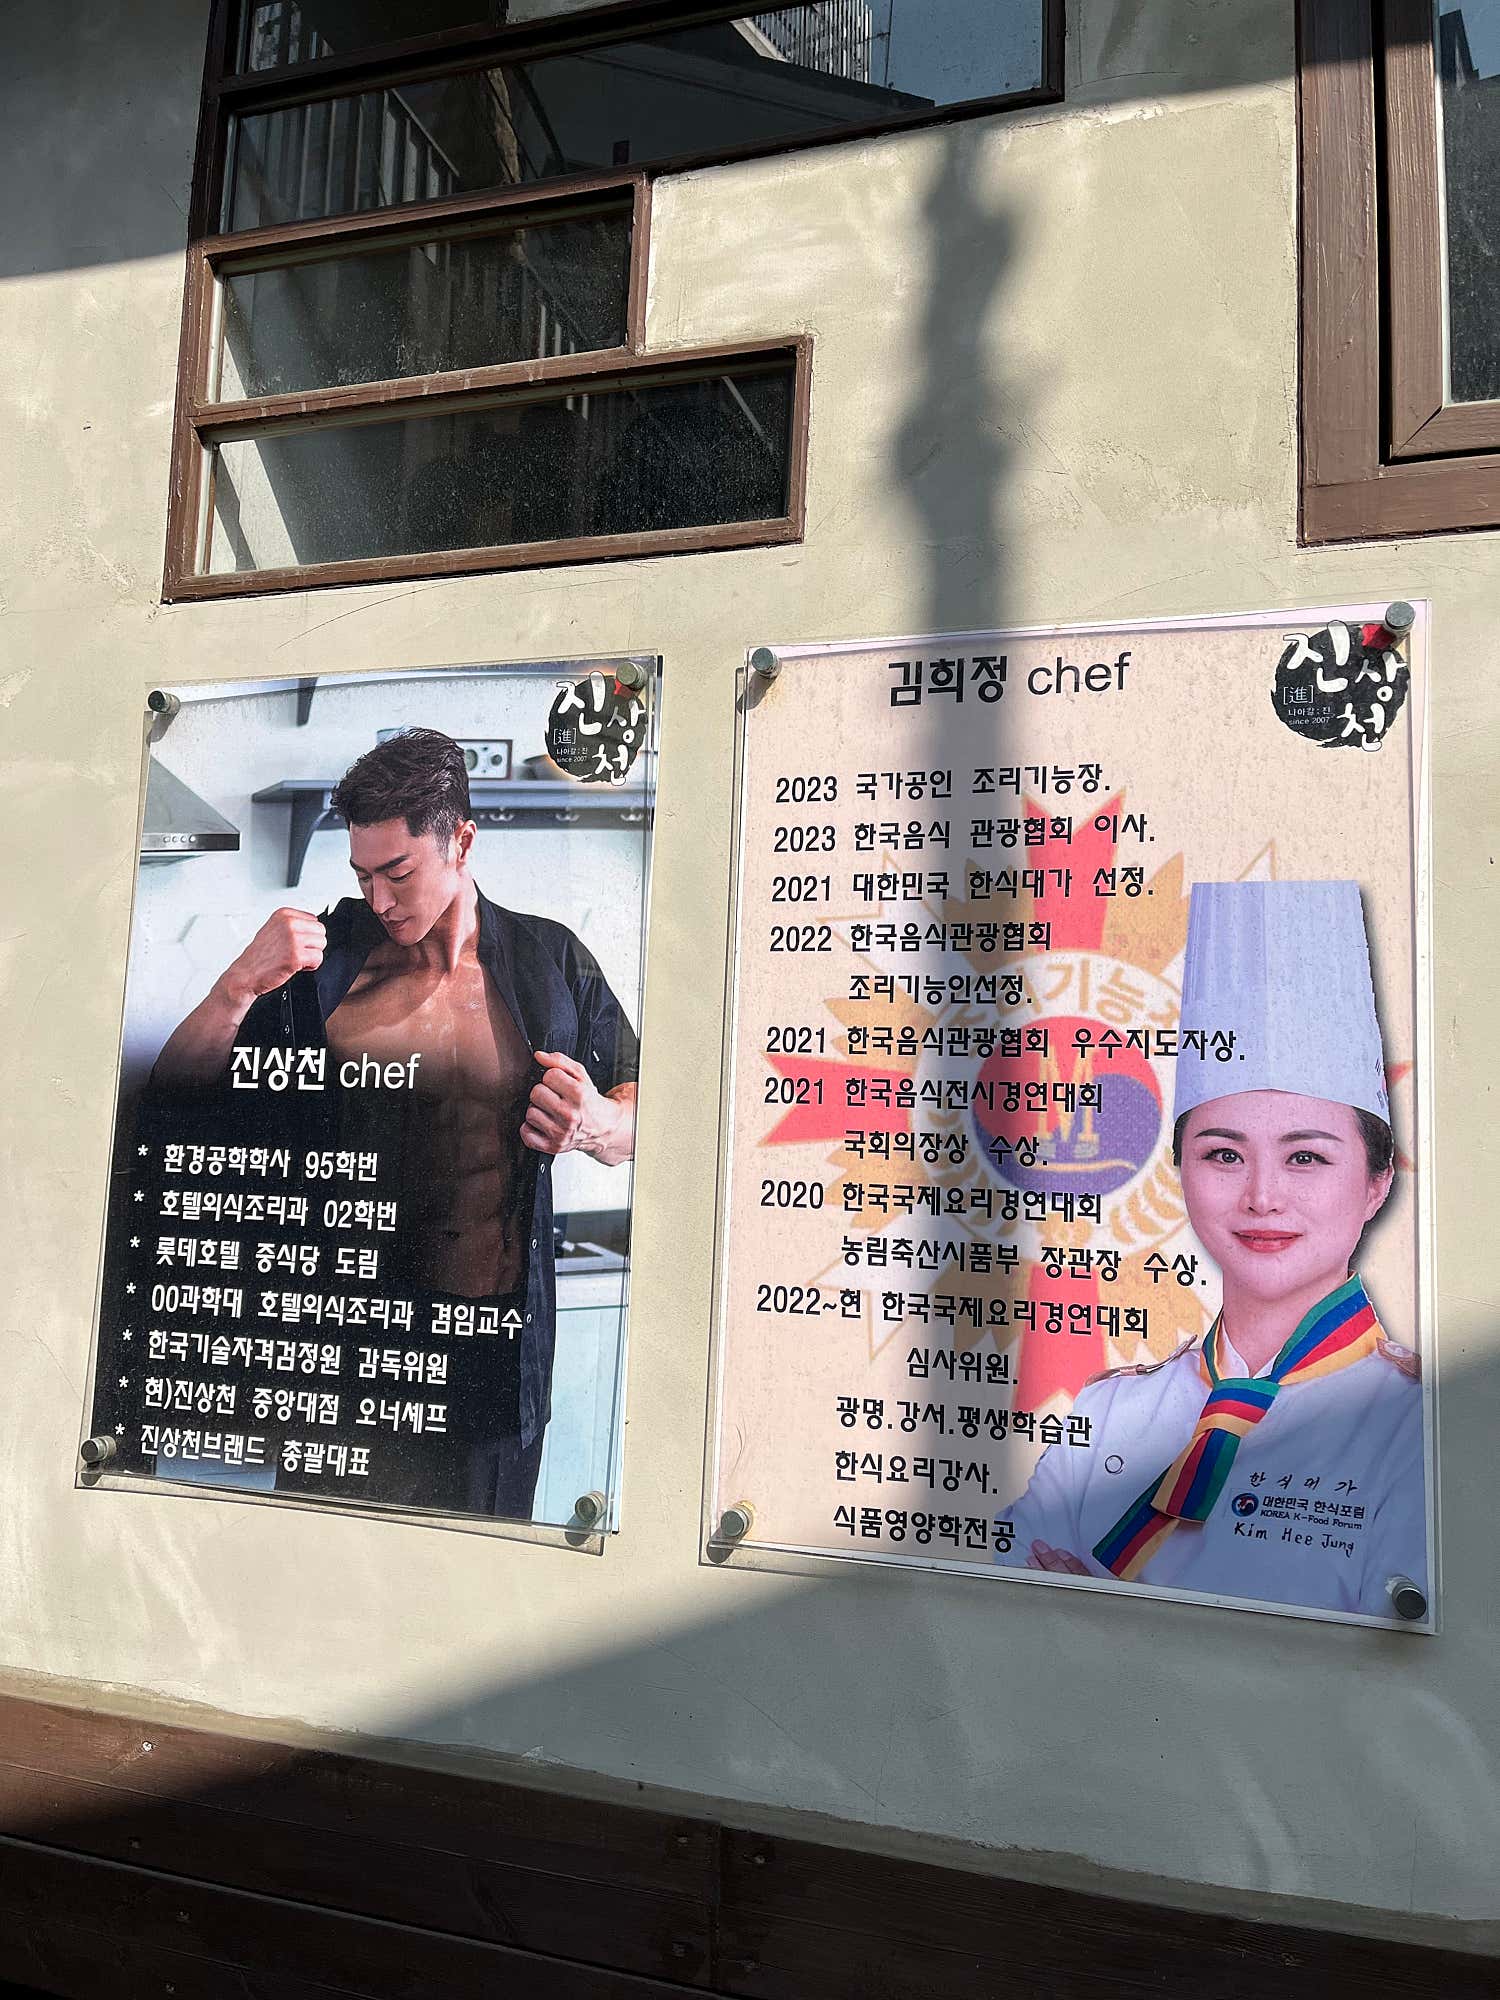 진상천
[進]
나아갈 : 진
since 2007
진상천 chef
* 환경공학학사 95학번
* 호텔외식조리과 02학번
* 롯데호텔 중식당 도림
* 00과학대 호텔외식조리과 겸임교수
* 한국기술자격검정원 감독위원
* 현)진상천 중앙대점 오너셰프
* 진상천브랜드 총괄대표
김희정 chef
진상천
[進]
나아갈 : 진
since 2007
2023 국가공인 조리기능장.
2023 한국음식 관광협회 이사.
2021 대한민국 한식대가 선정.
2022 한국음식관광협회
조리기능인선정.
2021 한국음식관광협회 우수지도자상.
2021 한국음식전시경연대회
국회의장상 수상.
2020 한국국제요리경연대회
농림축산시품부 장관장 수상.
2022~현 한국국제요리경연대회
심사위원.
광명.강서.평생학습관
한식요리강사.
식품영양학전공
한식대가
대한민국 한식포럼
KOREA K-Food Forum
Kim Hee Jung